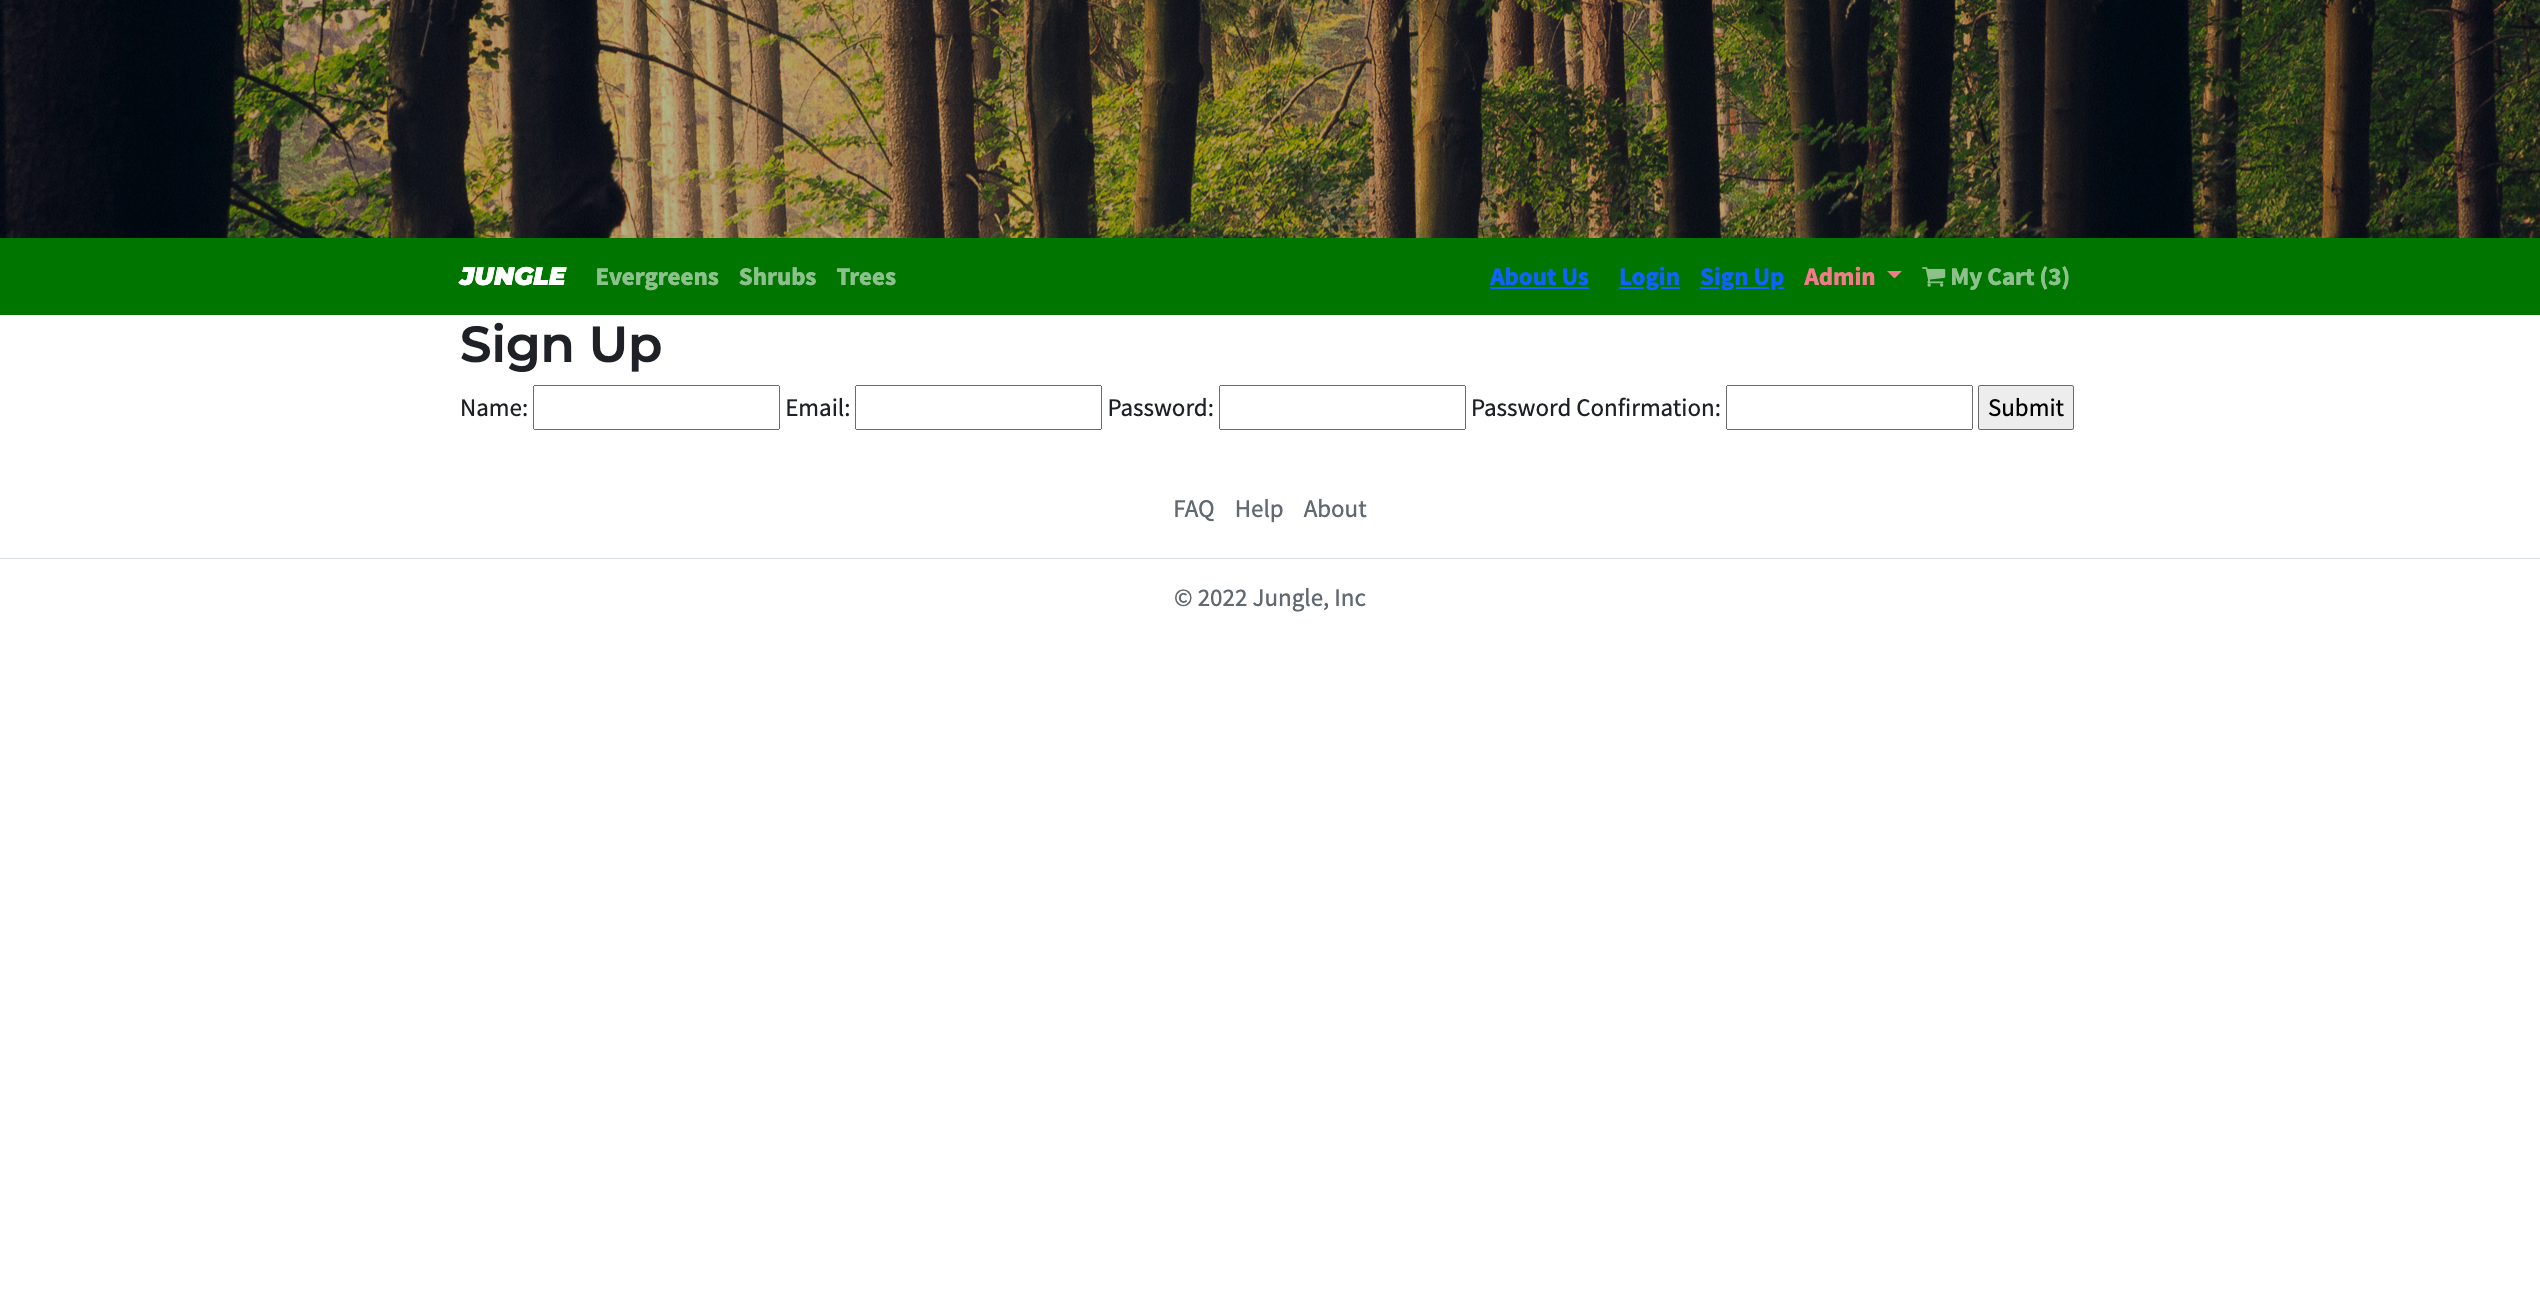 JUNGLE Evergreens Shrubs Trees About Us Login Sign Up Admin My Cart (3)
Sign Up
Name: Email: Password: Password Confirmation: Submit
FAQ Help About
© 2022 Jungle, Inc